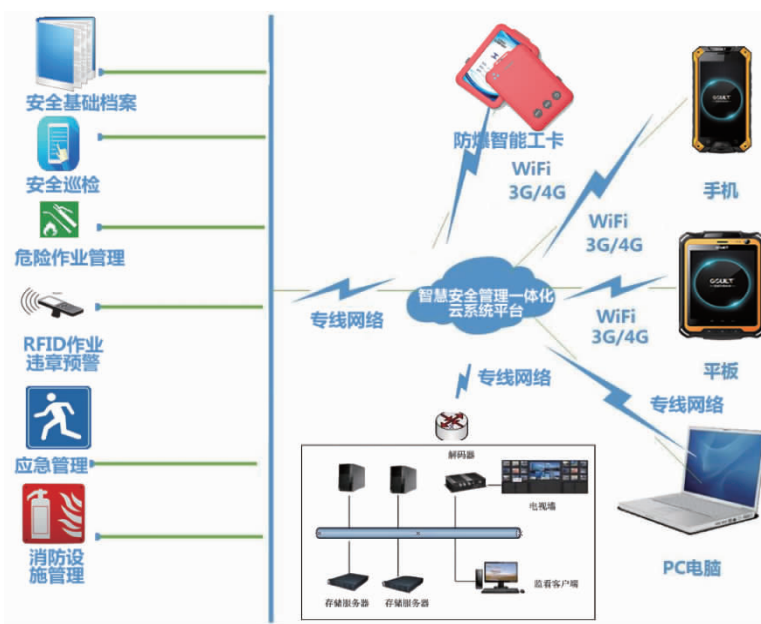 安全基础档案
安全巡检
危险作业管理
RFID作业
违章预警
应急管理
消防设
施管理
专线网络
防爆智能工卡
WiFi
3G/4G
手机
WiFi
3G/4G
智慧安全管理一体化
云系统平台
WiFi
3G/4G
平板
专线网络
专线网络
PC电脑
解码器
电视墙
监看客户端
存储服务器
存储服务器